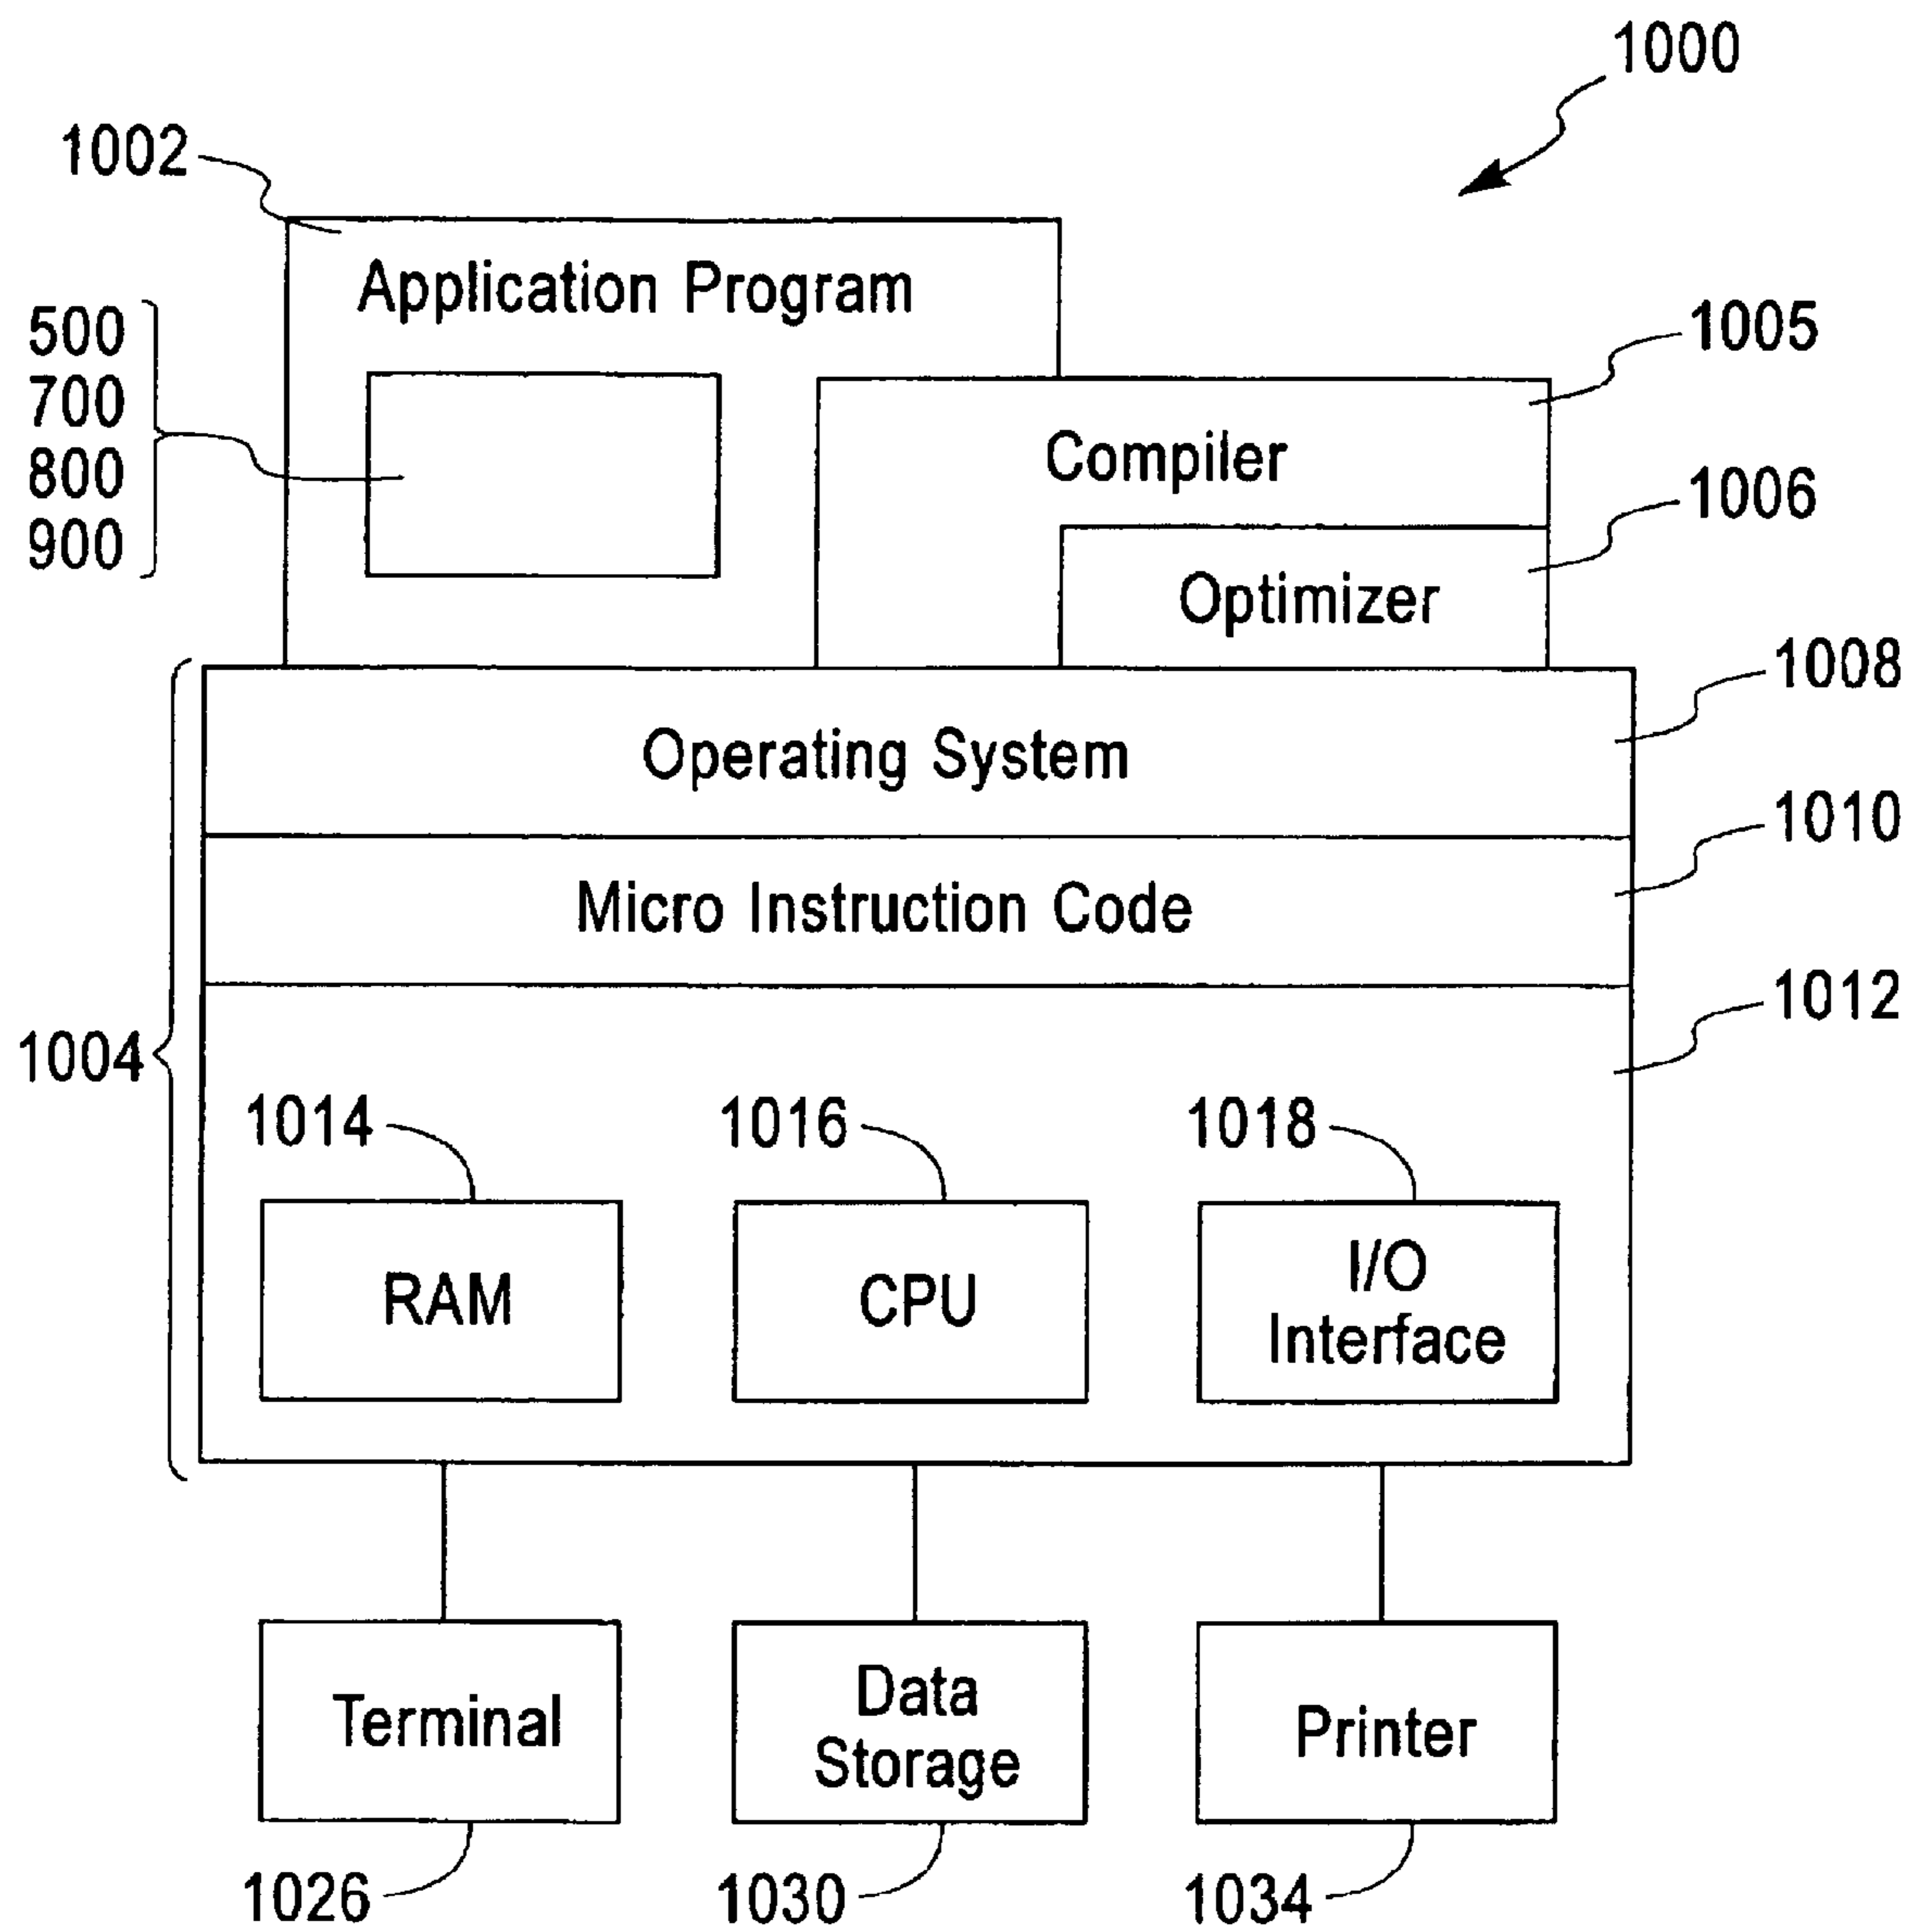 1000
1002
Application Program
500
700
800
900
1005
Compiler
1006
Optimizer
1008
Operating System
1010
Micro Instruction Code
1012
1004
1014
1016
1018
RAM
CPU
I/O
Interface
Terminal
Data
Storage
Printer
1026
1030
1034